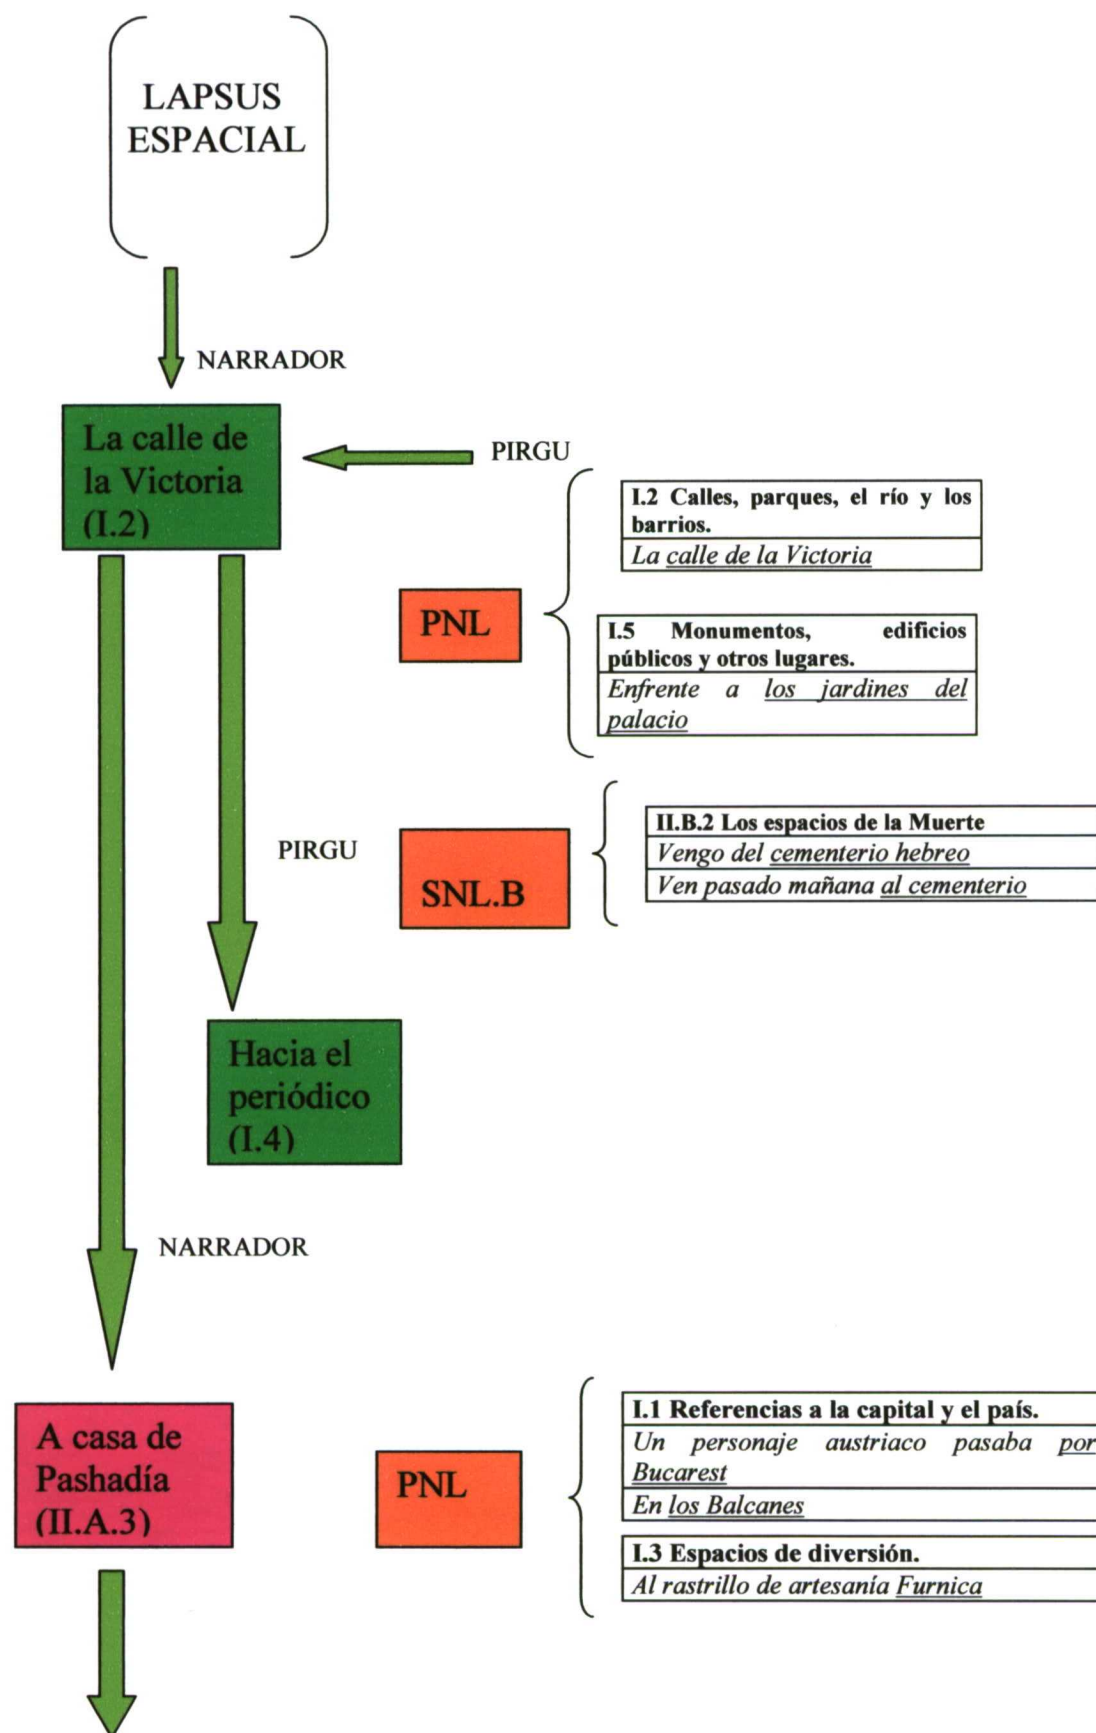 LAPSUS
ESPACIAL
NARRADOR
La calle de
la Victoria
(I.2)
PIRGU
I.2 Calles, parques, el río y los
barrios.
La calle de la Victoria
PNL
I.5 Monumentos, edificios
públicos y otros lugares.
Enfrente a los jardines del
palacio
PIRGU
SNL.B
II.B.2 Los espacios de la Muerte
Vengo del cementerio hebreo
Ven pasado mañana al cementerio
Hacia el
periódico
(I.4)
NARRADOR
A casa de
Pashadía
(II.A.3)
PNL
I.1 Referencias a la capital y el país.
Un personaje austriaco pasaba por
Bucarest
En los Balcanes
I.3 Espacios de diversión.
Al rastrillo de artesanía Furnica